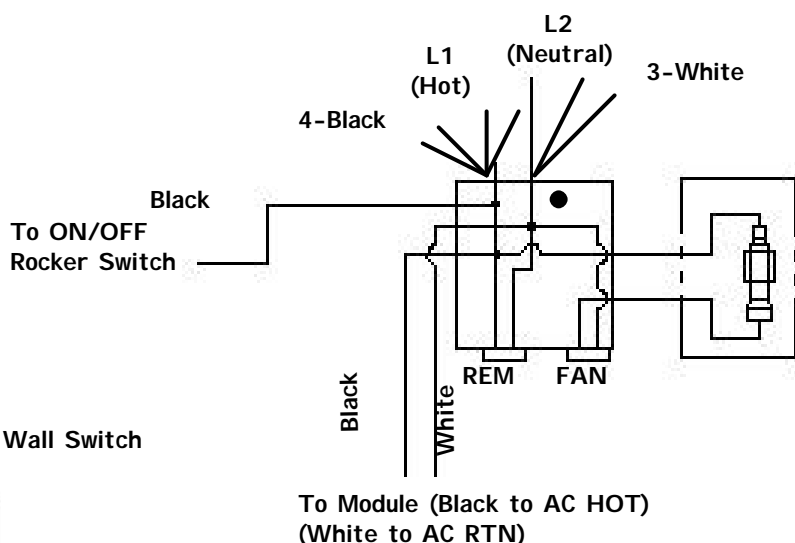 L2
(Neutral)
L1
(Hot)
3-White
4-Black
Black
To ON/OFF
Rocker Switch
REM
FAN
Black
White
Wall Switch
To Module (Black to AC HOT)
(White to AC RTN)